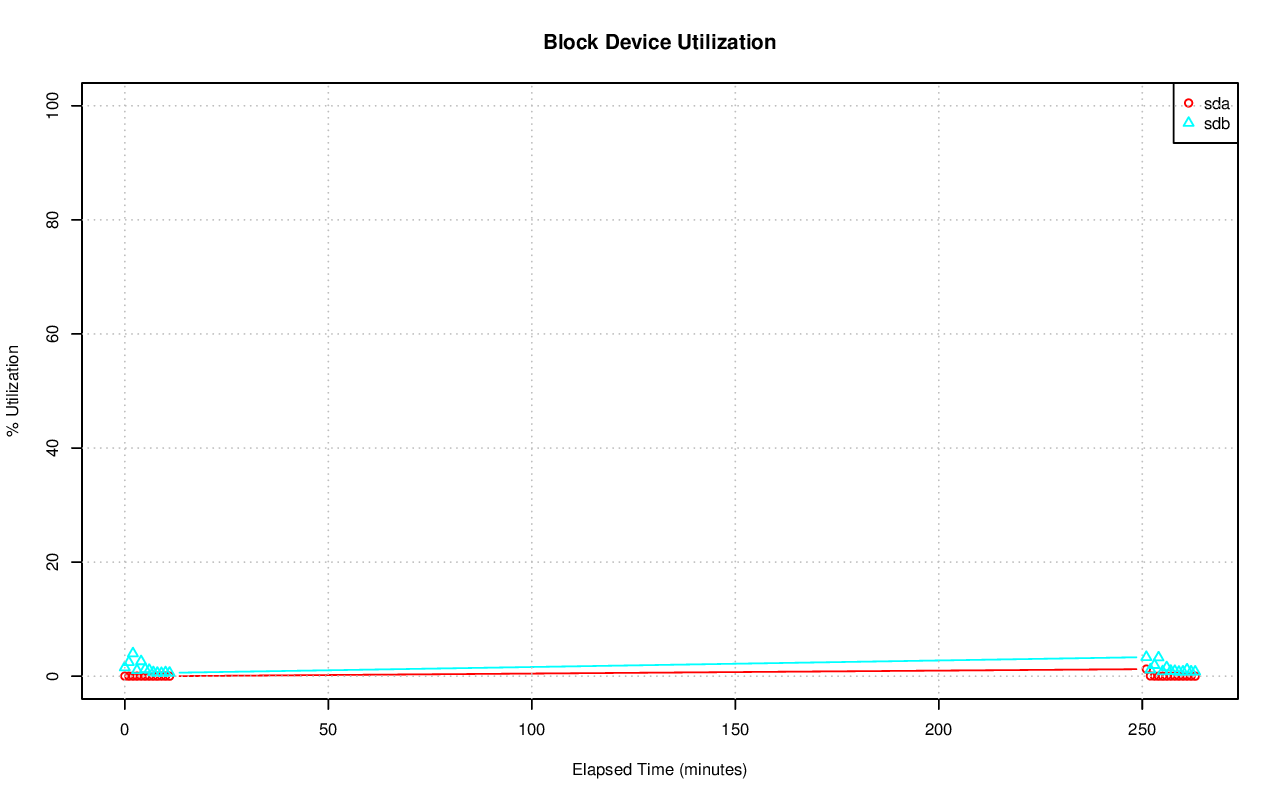 Block Device Utilization
sda
sdb
% Utilization
100
80
60
40
20
0
0 50 100 150 200 250
Elapsed Time (minutes)